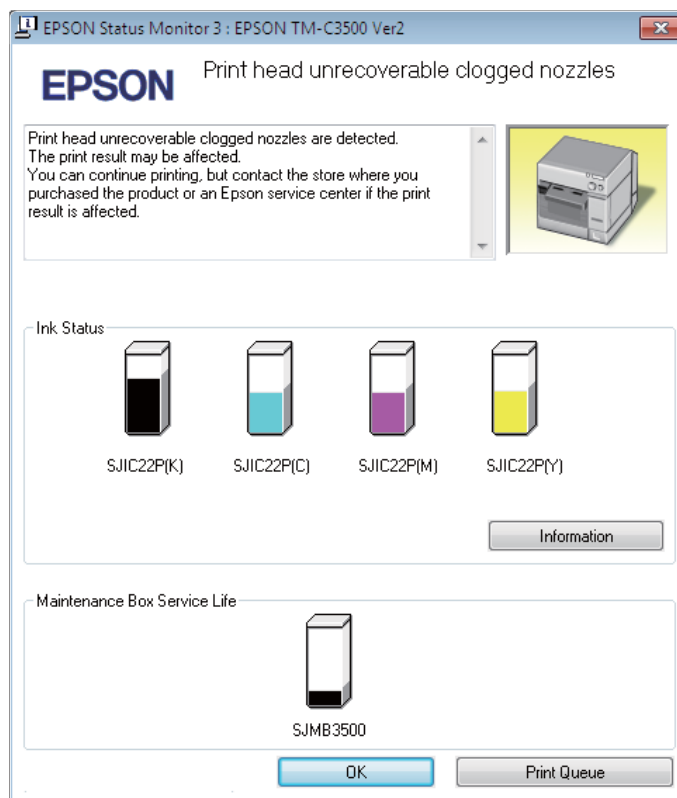 EPSON Status Monitor 3 : EPSON TM-C3500 Ver2
EPSON
Print head unrecoverable clogged nozzles
Print head unrecoverable clogged nozzles are detected.
The print result may be affected.
You can continue printing, but contact the store where you
purchased the product or an Epson service center if the print
result is affected.
Ink Status
SJIC22P(K)
SJIC22P(C)
SJIC22P(M)
SJIC22P(Y)
Information
Maintenance Box Service Life
SJMB3500
OK
Print Queue